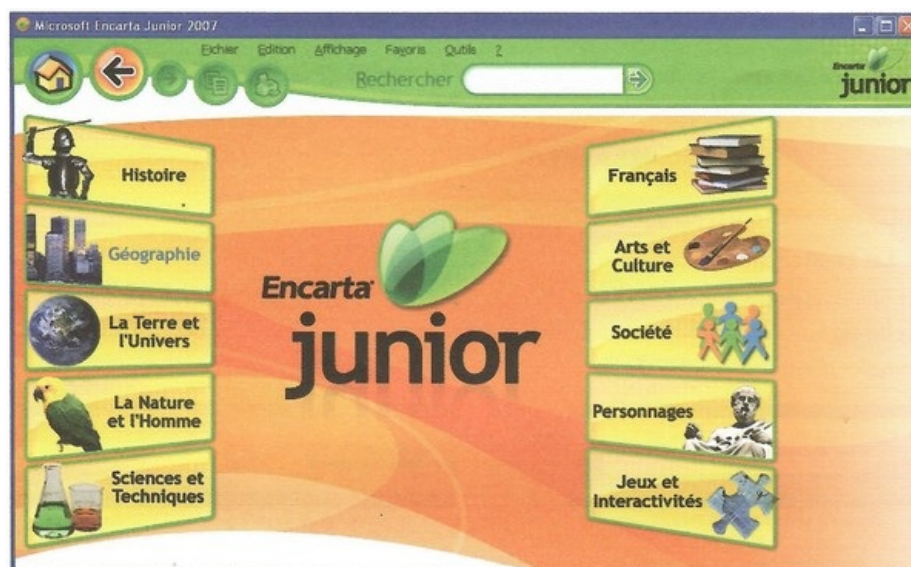 Microsoft Encarta Junior 2007
Fichier Edition Affichage Favoris Outils ?
Rechercher
Encarta
junior
Histoire
Géographie
La Terre et
l'Univers
La Nature
et l'Homme
Sciences et
Techniques
Encarta
junior
Français
Arts et
Culture
Société
Personnages
Jeux et
Interactivités